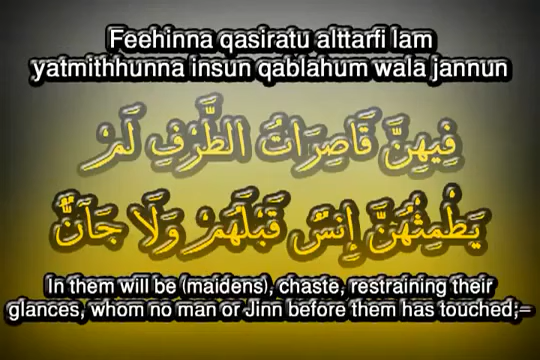 Feehinna qasiratu alttarfi lam
yatmithhunna insun qablahum wala jannun
فِيهِنَّ قَاصِرَاتُ الطَّرْفِ لَمْ
يَطْمِثْهُنَّ إِنسٌ قَبْلَهُمْ وَلَا جَآنٌّ
In them will be (maidens), chaste, restraining their
glances, whom no man or Jinn before them has touched;-